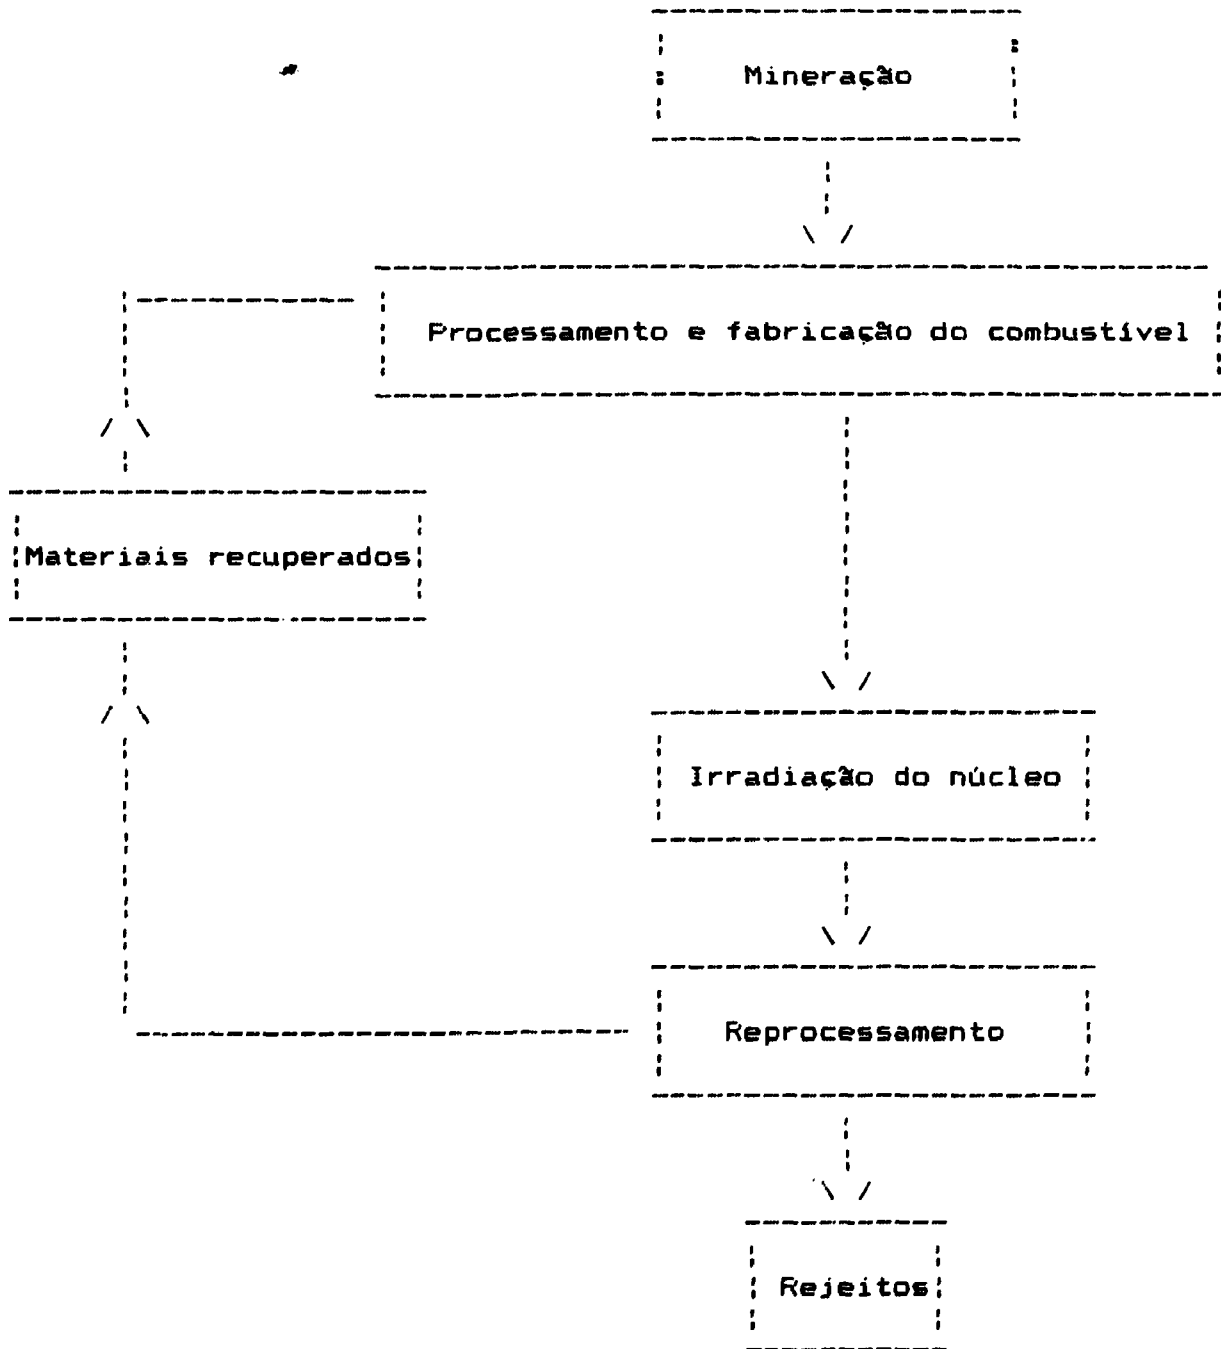 Mineração
Processamento e fabricação do combustível
Materiais recuperados
Irradiação do núcleo
Reprocessamento
Rejeitos